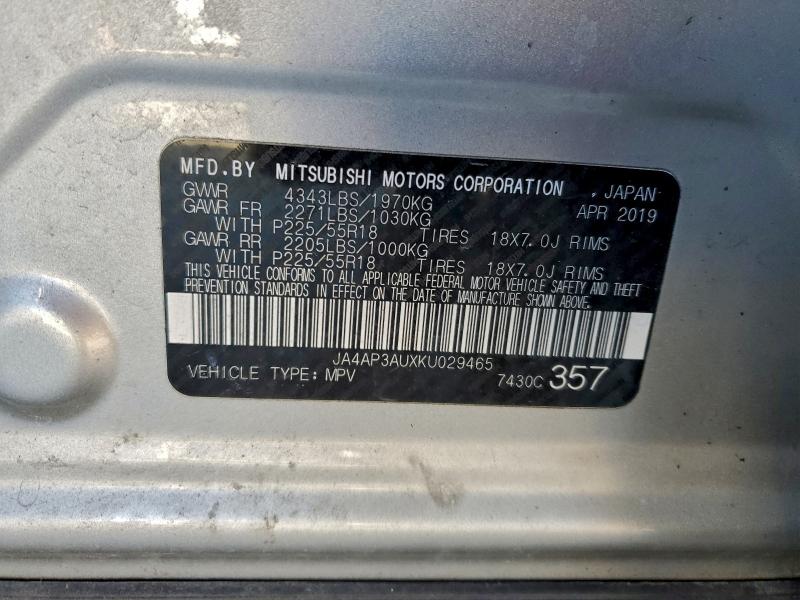 MFD.BY MITSUBISHI MOTORS CORPORATION , JAPAN
GVWR 4343LBS/1970KG APR 2019
GAWR FR 2271LBS/1030KG
WITH P225/55R18 TIRES 18X7.0J RIMS
GAWR RR 2205LBS/1000KG
WITH P225/55R18 TIRES 18X7.0J RIMS
THIS VEHICLE CONFORMS TO ALL APPLICABLE FEDERAL MOTOR VEHICLE SAFETY AND THEFT
PREVENTION STANDARDS IN EFFECT ON THE DATE OF MANUFACTURE SHOWN ABOVE.
JA4AP3AUXKU029465
VEHICLE TYPE: MPV 7430C 357